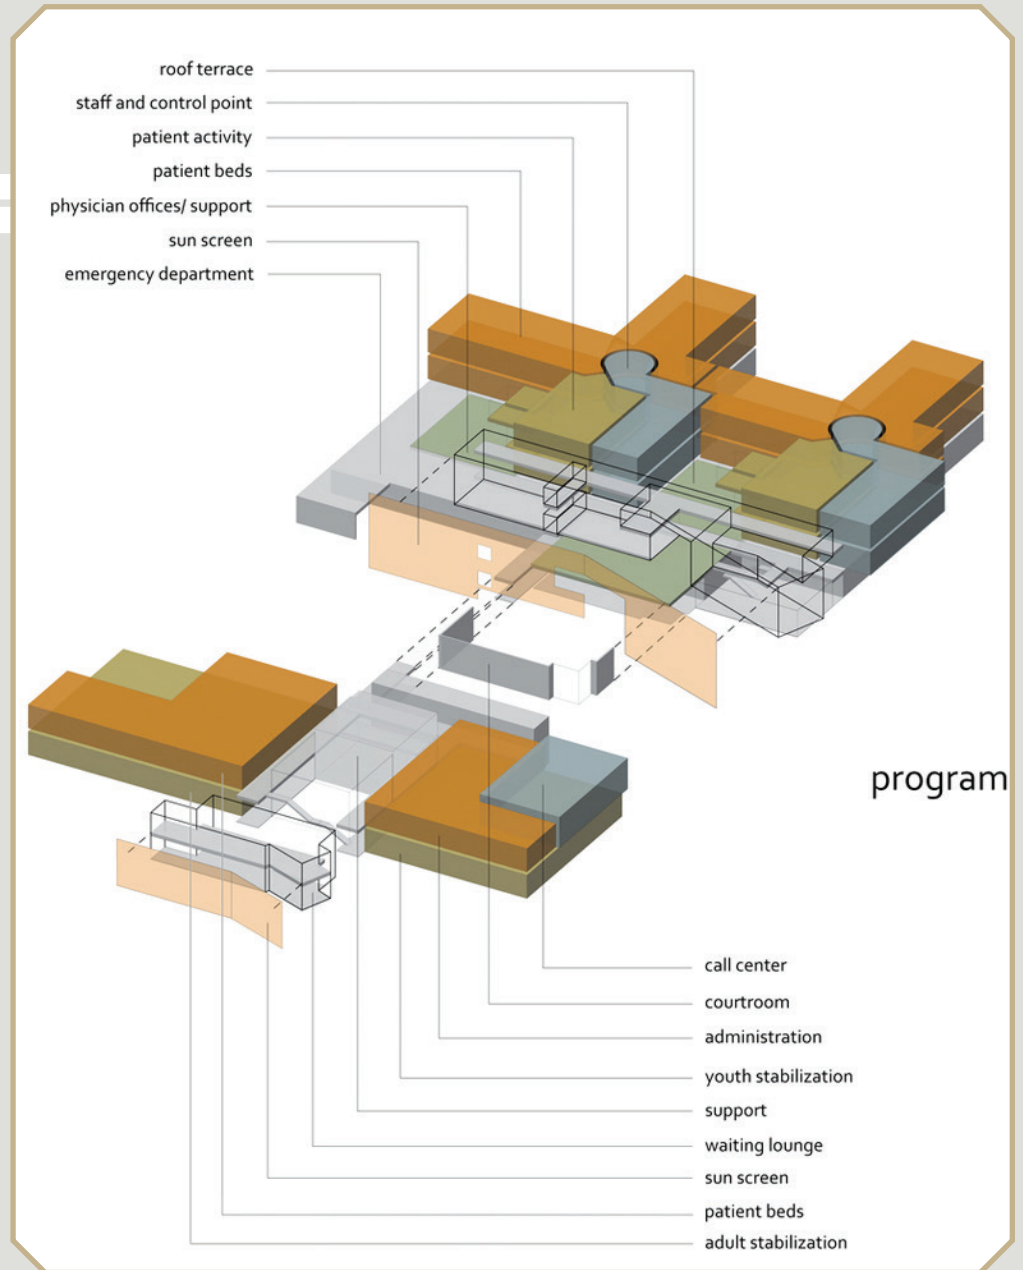 roof terrace
staff and control point
patient activity
patient beds
physician offices/ support
sun screen
emergency department
program
call center
courtroom
administration
youth stabilization
support
waiting lounge
sun screen
patient beds
adult stabilization